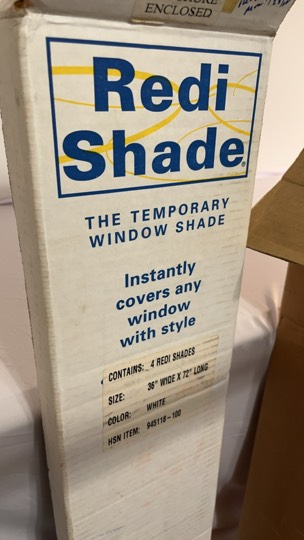 ENCLOSED
Redi
Shade®
THE TEMPORARY
WINDOW SHADE
Instantly
covers any
window
with style
CONTAINS: 4 REDI SHADES
SIZE: 36" WIDE X 72" LONG
COLOR: WHITE
HSN ITEM: 945118-100